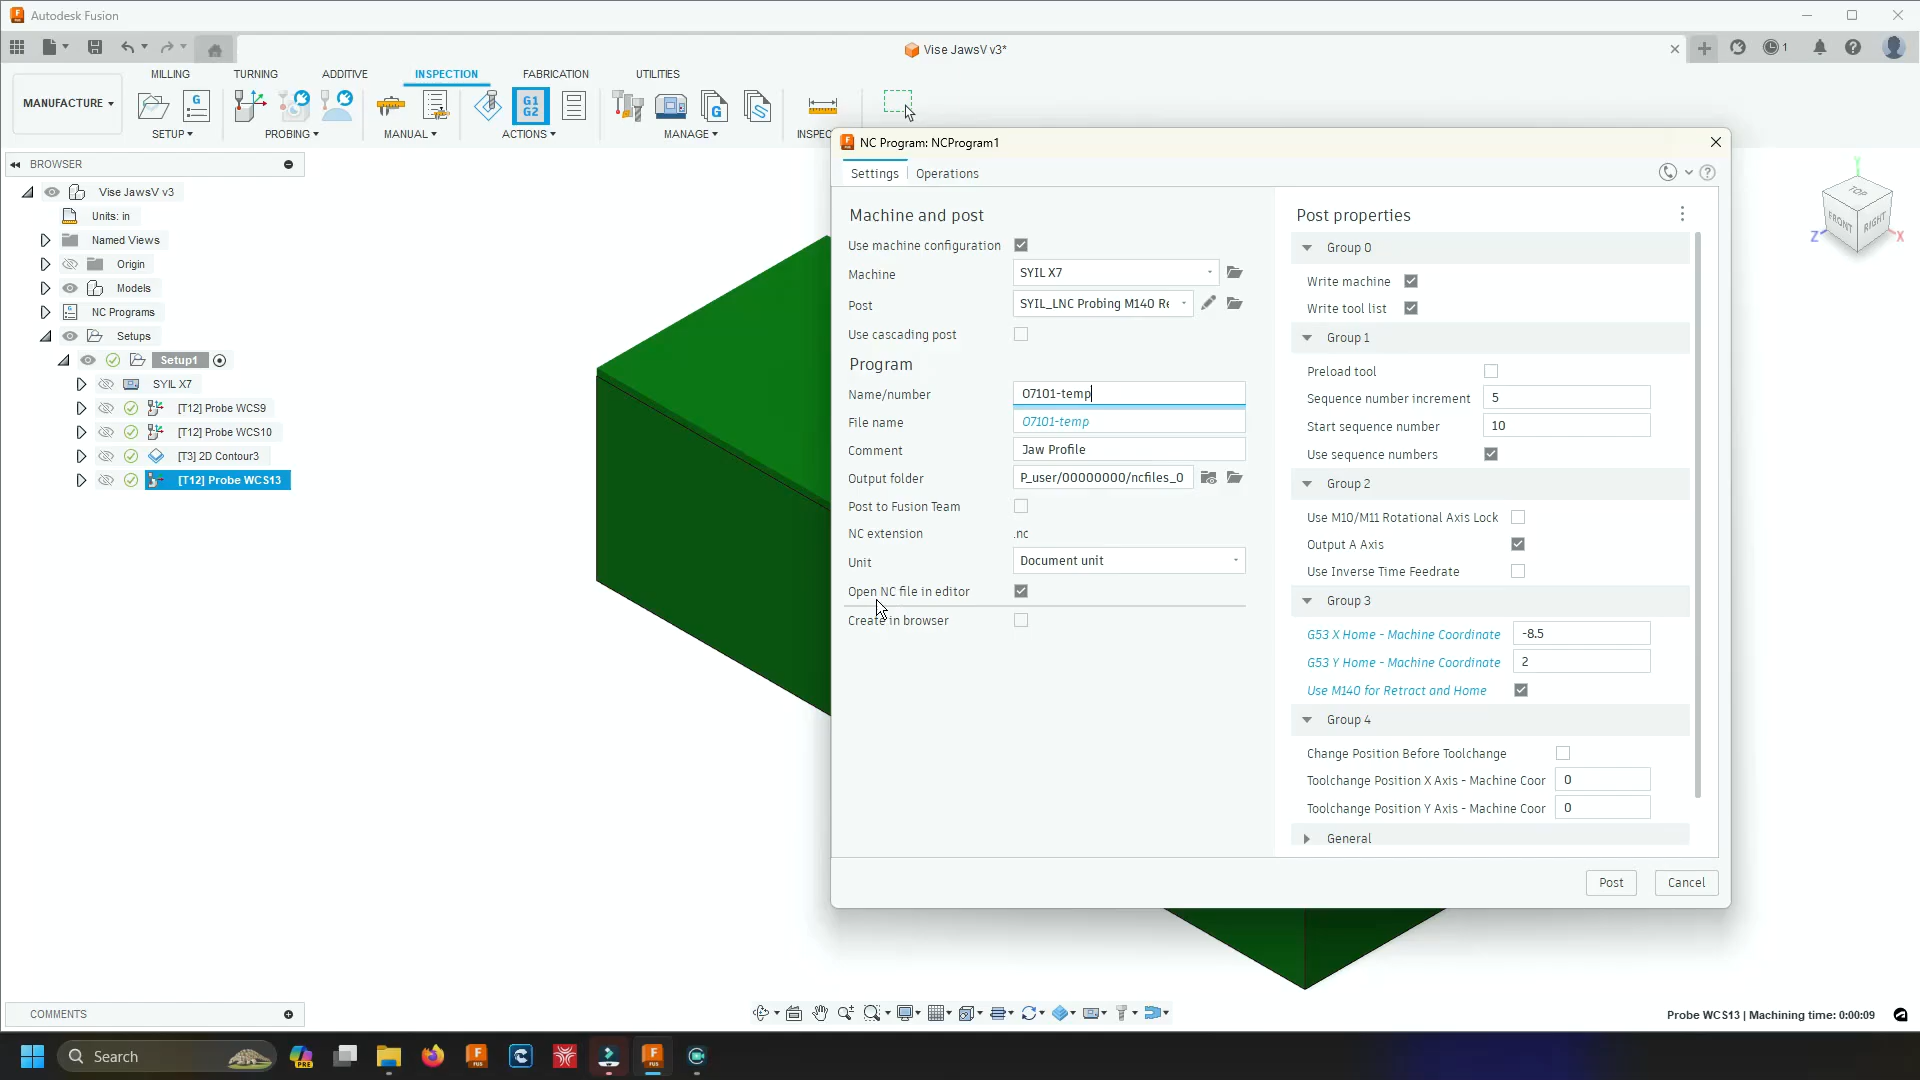 Autodesk Fusion
Vise JawsV v3*
1
MILLING TURNING ADDITIVE INSPECTION FABRICATION UTILITIES
MANUFACTURE
G
G1
G2
G
SETUP PROBING MANUAL ACTIONS MANAGE INSPEC
BROWSER
Vise JawsV v3
Units: in
Named Views
Origin
Models
NC Programs
Setups
Setup1
SYIL X7
[T12] Probe WCS9
[T12] Probe WCS10
[T3] 2D Contour3
[T12] Probe WCS13
NC Program: NCProgram1
Settings Operations
Machine and post
Use machine configuration
Machine SYIL X7
Post SYIL_LNC Probing M140 Re
Use cascading post
Program
Name/number O7101-temp
File name O7101-temp
Comment Jaw Profile
Output folder P_user/00000000/ncfiles_0
Post to Fusion Team
NC extension .nc
Unit Document unit
Open NC file in editor
Create in browser
Post properties
Group 0
Write machine
Write tool list
Group 1
Preload tool
Sequence number increment 5
Start sequence number 10
Use sequence numbers
Group 2
Use M10/M11 Rotational Axis Lock
Output A Axis
Use Inverse Time Feedrate
Group 3
G53 X Home - Machine Coordinate -8.5
G53 Y Home - Machine Coordinate 2
Use M140 for Retract and Home
Group 4
Change Position Before Toolchange
Toolchange Position X Axis - Machine Coor 0
Toolchange Position Y Axis - Machine Coor 0
General
Post Cancel
Y
TOP
FRONT
RIGHT
Z
X
COMMENTS
Probe WCS13 | Machining time: 0:00:09
Search
PRE
FUS
FUS